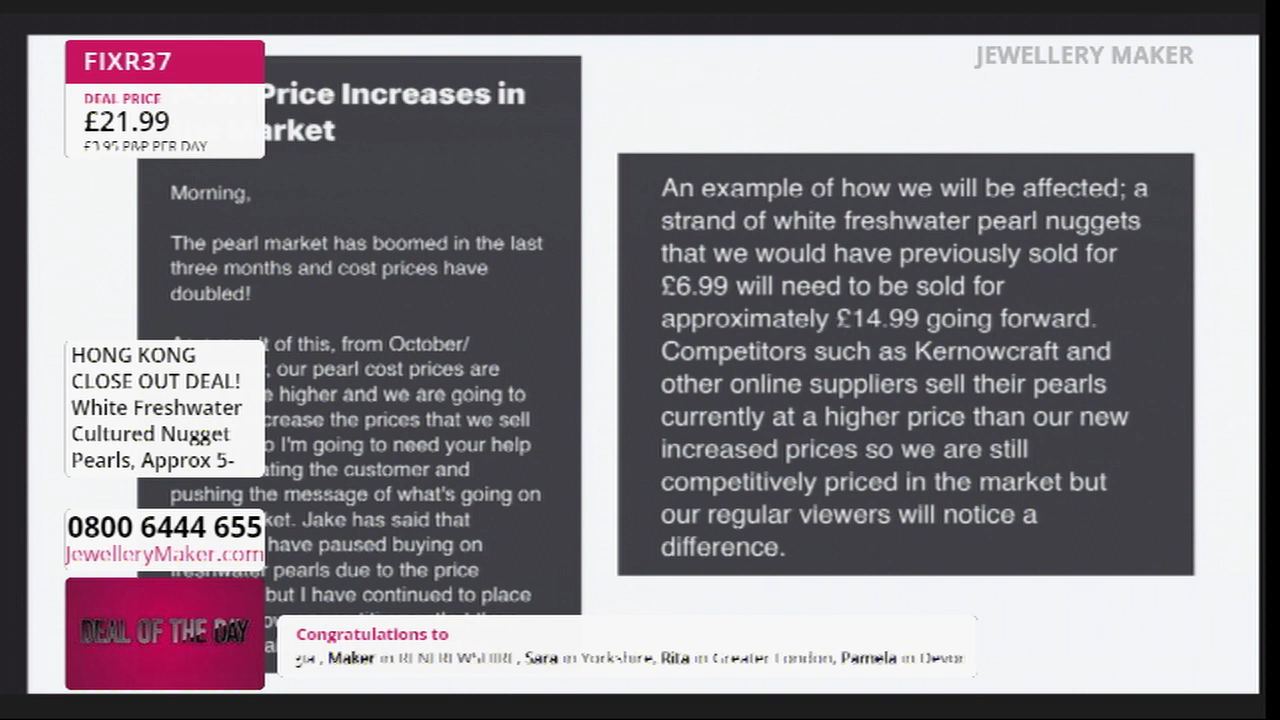 FIXR37
DEAL PRICE
£21.99
£3.95 P&P PER DAY
HONG KONG
CLOSE OUT DEAL!
White Freshwater
Cultured Nugget
Pearls, Approx 5-
0800 6444 655
JewelleryMaker.com
DEAL OF THE DAY
Price Increases in
Market
Morning,
The pearl market has boomed in the last
three months and cost prices have
doubled!
of this, from October/
our pearl cost prices are
higher and we are going to
the prices that we sell
I'm going to need your help
the customer and
pushing the message of what's going on
Jake has said that
have paused buying on
freshwater pearls due to the price
but I have continued to place
JEWELLERY MAKER
An example of how we will be affected; a
strand of white freshwater pearl nuggets
that we would have previously sold for
£6.99 will need to be sold for
approximately £14.99 going forward.
Competitors such as Kernowcraft and
other online suppliers sell their pearls
currently at a higher price than our new
increased prices so we are still
competitively priced in the market but
our regular viewers will notice a
difference.
Congratulations to
Maker in , Sara in Yorkshire, Rita in Greater London, Pamela in Devon